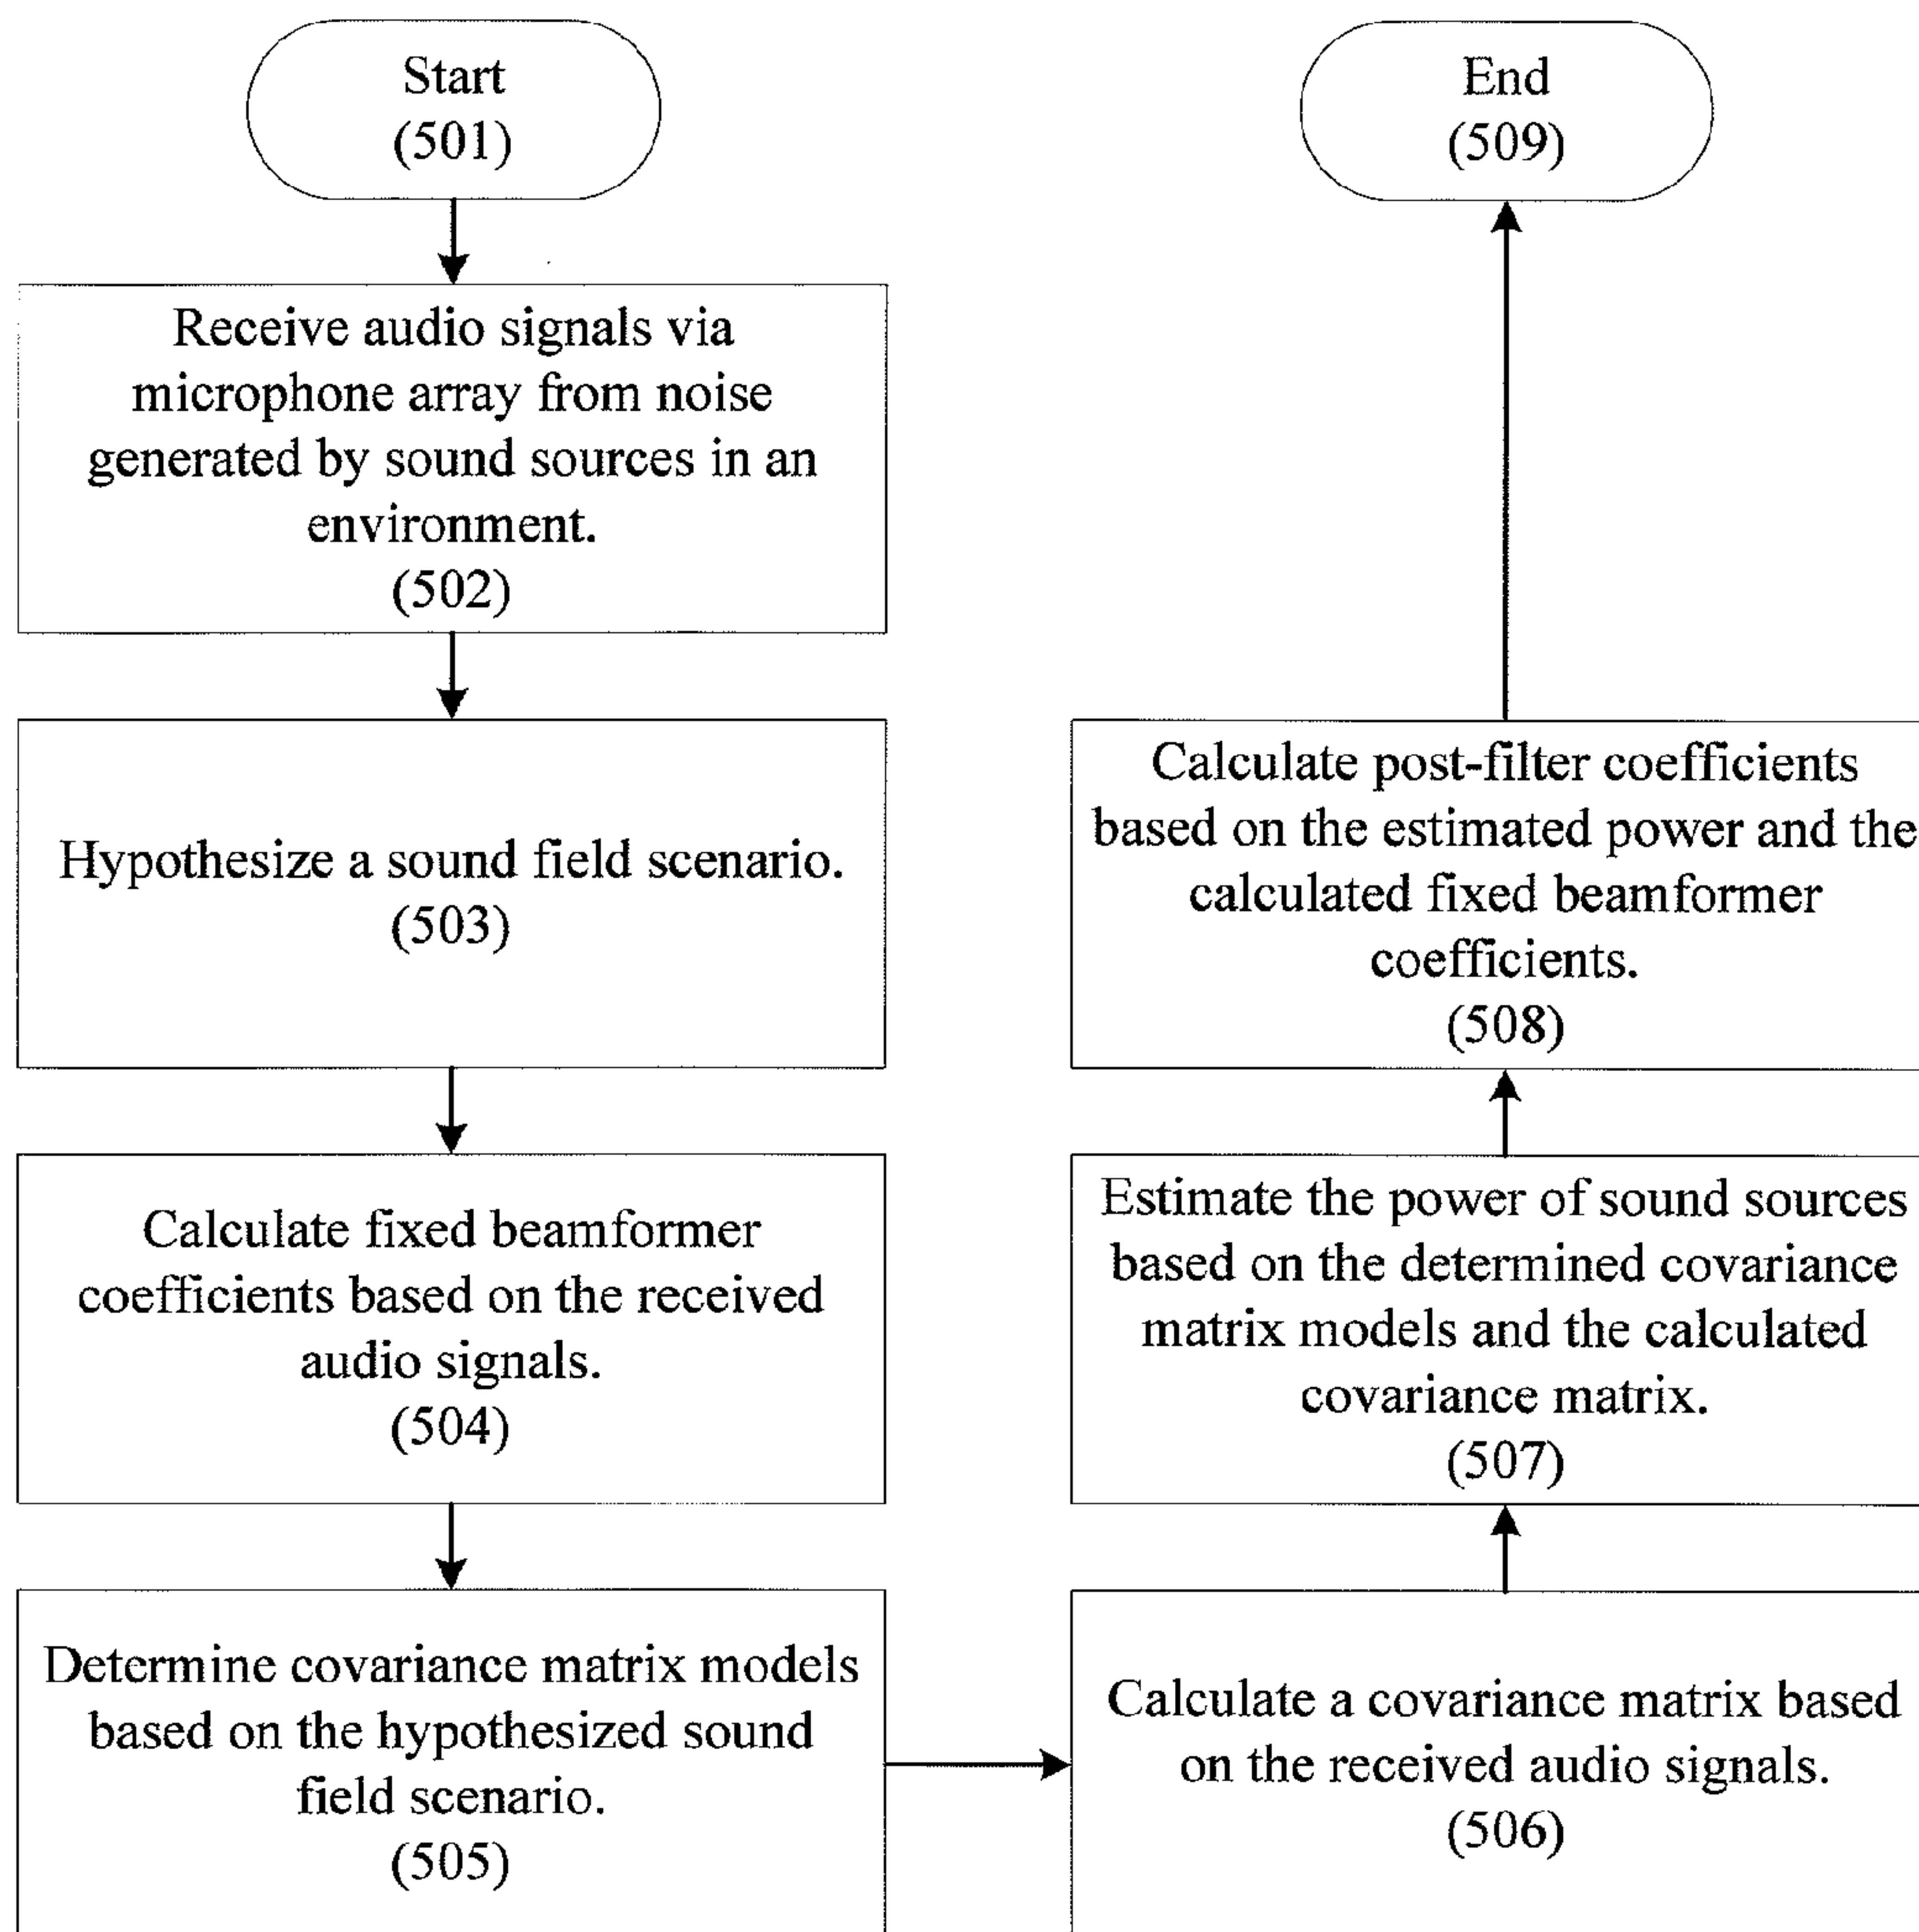 Start
(501)
Receive audio signals via
microphone array from noise
generated by sound sources in an
environment.
(502)
Hypothesize a sound field scenario.
(503)
Calculate fixed beamformer
coefficients based on the received
audio signals.
(504)
Determine covariance matrix models
based on the hypothesized sound
field scenario.
(505)
Calculate a covariance matrix based
on the received audio signals.
(506)
Estimate the power of sound sources
based on the determined covariance
matrix models and the calculated
covariance matrix.
(507)
Calculate post-filter coefficients
based on the estimated power and the
calculated fixed beamformer
coefficients.
(508)
End
(509)